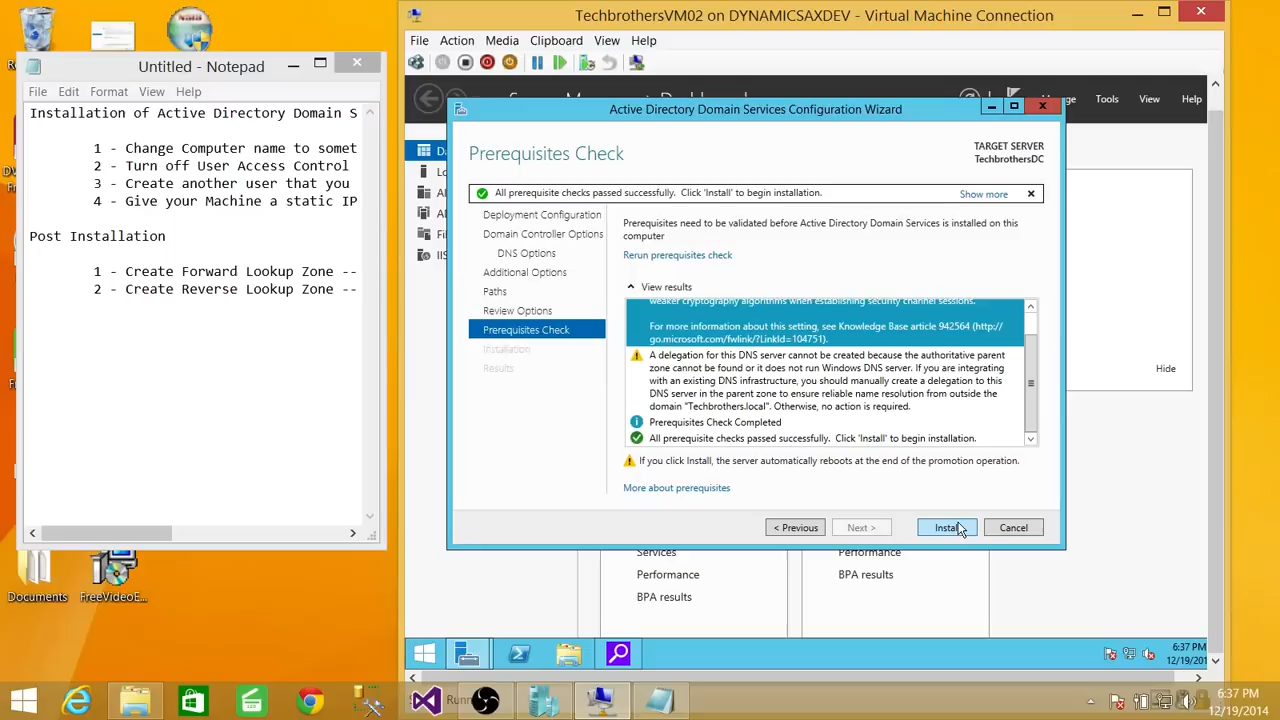 TechbrothersVM02 on DYNAMICSAXDEV - Virtual Machine Connection
File Action Media Clipboard View Help
Untitled - Notepad
File Edit Format View Help
Installation of Active Directory Domain S
1 - Change Computer name to somet
2 - Turn off User Access Control
3 - Create another user that you
4 - Give your Machine a static IP
Post Installation
1 - Create Forward Lookup Zone --
2 - Create Reverse Lookup Zone --
Documents
FreeVideoE...
Tools View Help
Active Directory Domain Services Configuration Wizard
Prerequisites Check
TARGET SERVER
TechbrothersDC
All prerequisite checks passed successfully. Click 'Install' to begin installation.
Show more
Deployment Configuration
Domain Controller Options
DNS Options
Additional Options
Paths
Review Options
Prerequisites Check
Installation
Results
Prerequisites need to be validated before Active Directory Domain Services is installed on this
computer
Rerun prerequisites check
View results
weaker cryptography algorithms when establishing security channel sessions.
For more information about this setting, see Knowledge Base article 942564 (http://
go.microsoft.com/fwlink/?LinkId=104751).
A delegation for this DNS server cannot be created because the authoritative parent
zone cannot be found or it does not run Windows DNS server. If you are integrating
with an existing DNS infrastructure, you should manually create a delegation to this
DNS server in the parent zone to ensure reliable name resolution from outside the
domain "Techbrothers.local". Otherwise, no action is required.
Prerequisites Check Completed
All prerequisite checks passed successfully. Click 'Install' to begin installation.
If you click Install, the server automatically reboots at the end of the promotion operation.
More about prerequisites
< Previous
Next >
Install
Cancel
Hide
Services
Performance
BPA results
Performance
BPA results
6:37 PM
12/19/2014
6:37 PM
12/19/2014